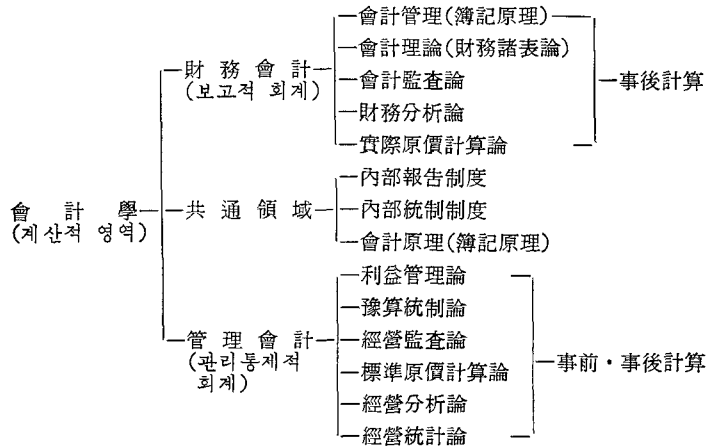 會計管理(簿記原理)
會計理論(財務諸表論)
財務會計
(보고적 회계)
會計監査論
事後計算
財務分析論
實際原價計算論
內部報告制度
會計學
(계산적 영역)
共通領域
內部統制制度
會計原理(簿記原理)
利益管理論
豫算統制論
管理會計
(관리통제적
회계)
經營監査論
標準原價計算論
事前・事後計算
經營分析論
經營統計論